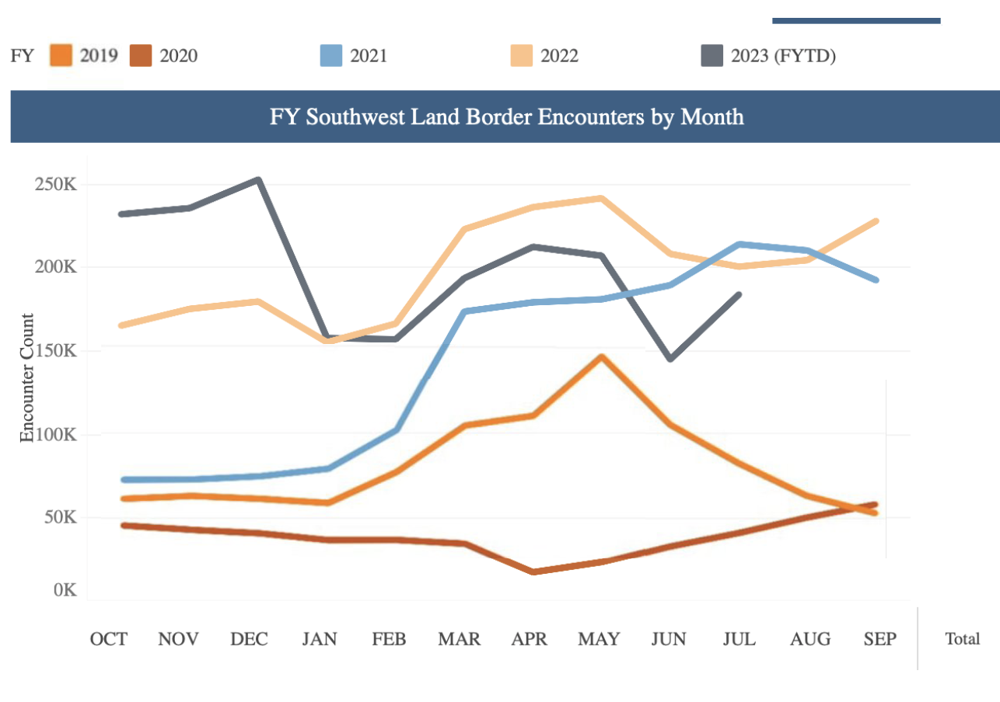 FY 2019 2020 2021 2022 2023 (FYTD)
FY Southwest Land Border Encounters by Month
Encounter Count
250K
200K
150K
100K
50K
0K
OCT NOV DEC JAN FEB MAR APR MAY JUN JUL AUG SEP Total